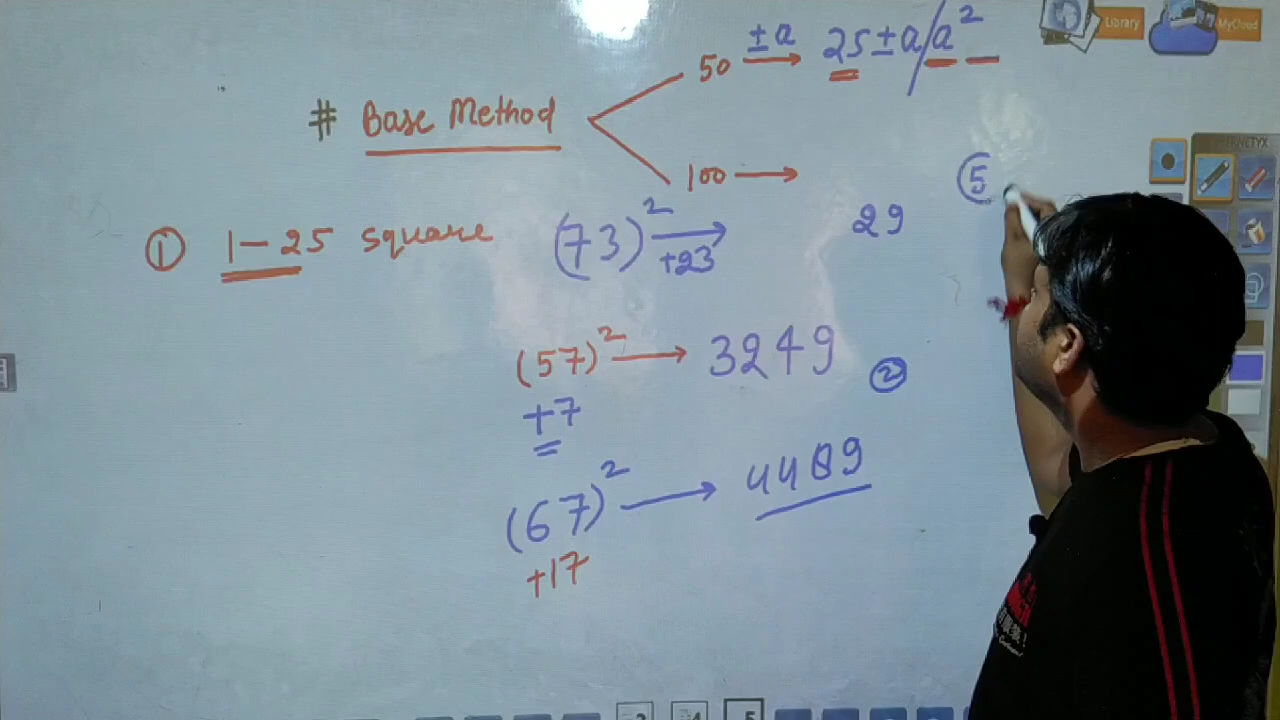 50 ±a → 25±a/a²
# Base Method
100 →
① 1-25 square
(73)² → 29
+23
(5
(57)² → 3249
+7
②
(67)² → 4489
+17
Library
MyCloud